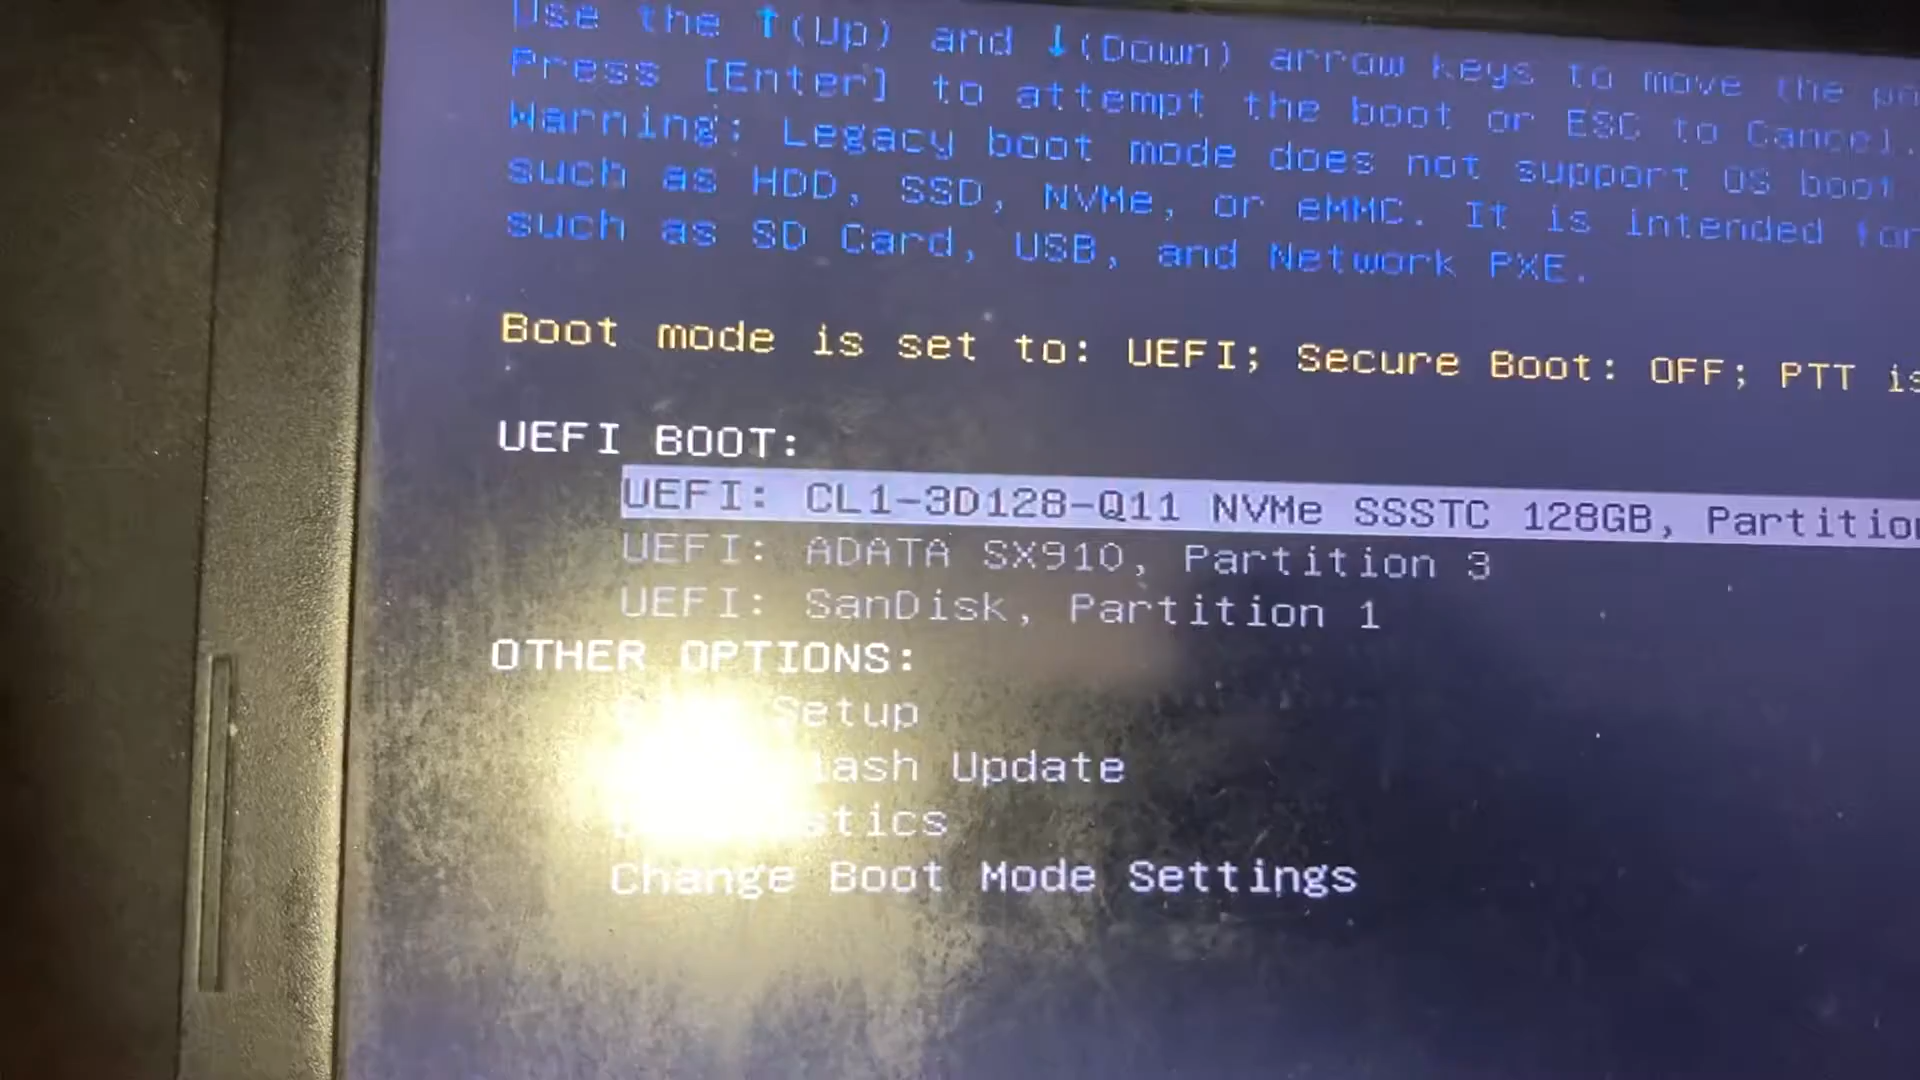 Use the ↑(Up) and ↓(Down) arrow keys to move the
Press [Enter] to attempt the boot or ESC to Cancel.
Warning: Legacy boot mode does not support OS boot
such as HDD, SSD, NVMe, or eMMC. It is intended for
such as SD Card, USB, and Network PXE.
Boot mode is set to: UEFI; Secure Boot: OFF; PTT is
UEFI BOOT:
UEFI: CL1-3D128-Q11 NVMe SSSTC 128GB, Partition
UEFI: ADATA SX910, Partition 3
UEFI: SanDisk, Partition 1
OTHER OPTIONS:
Setup
Update
Change Boot Mode Settings